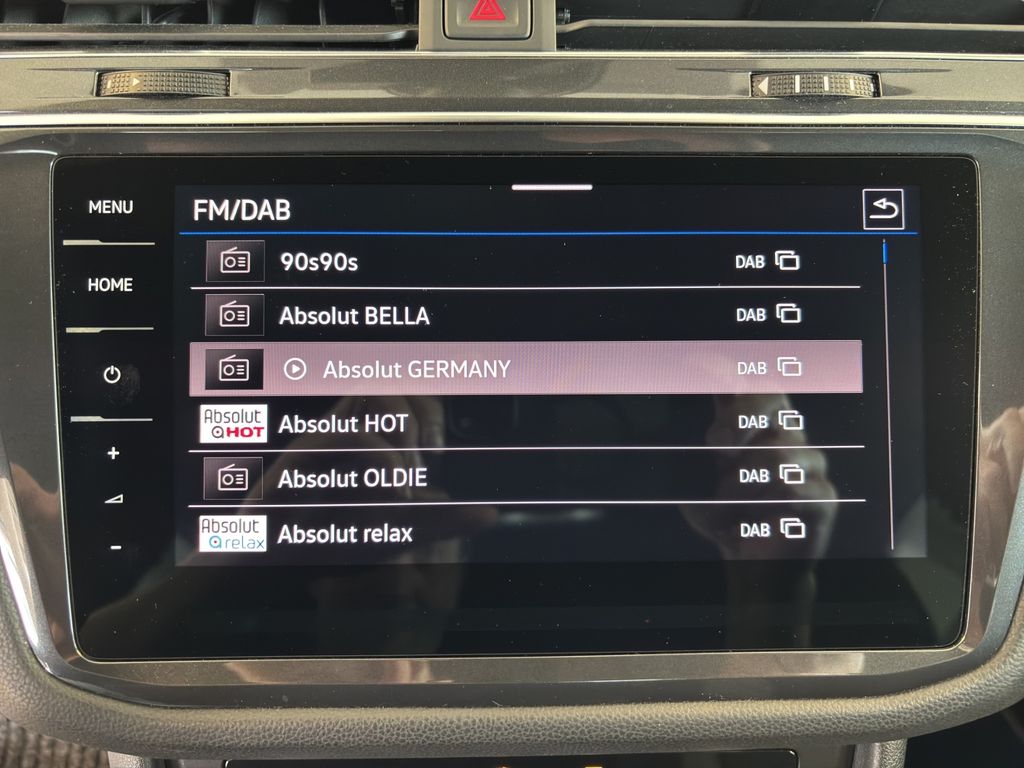 MENU
FM/DAB
90s90s DAB
HOME
Absolut BELLA DAB
Absolut GERMANY DAB
Absolut HOT Absolut HOT DAB
+
Absolut OLDIE DAB
Absolut relax Absolut relax DAB
-